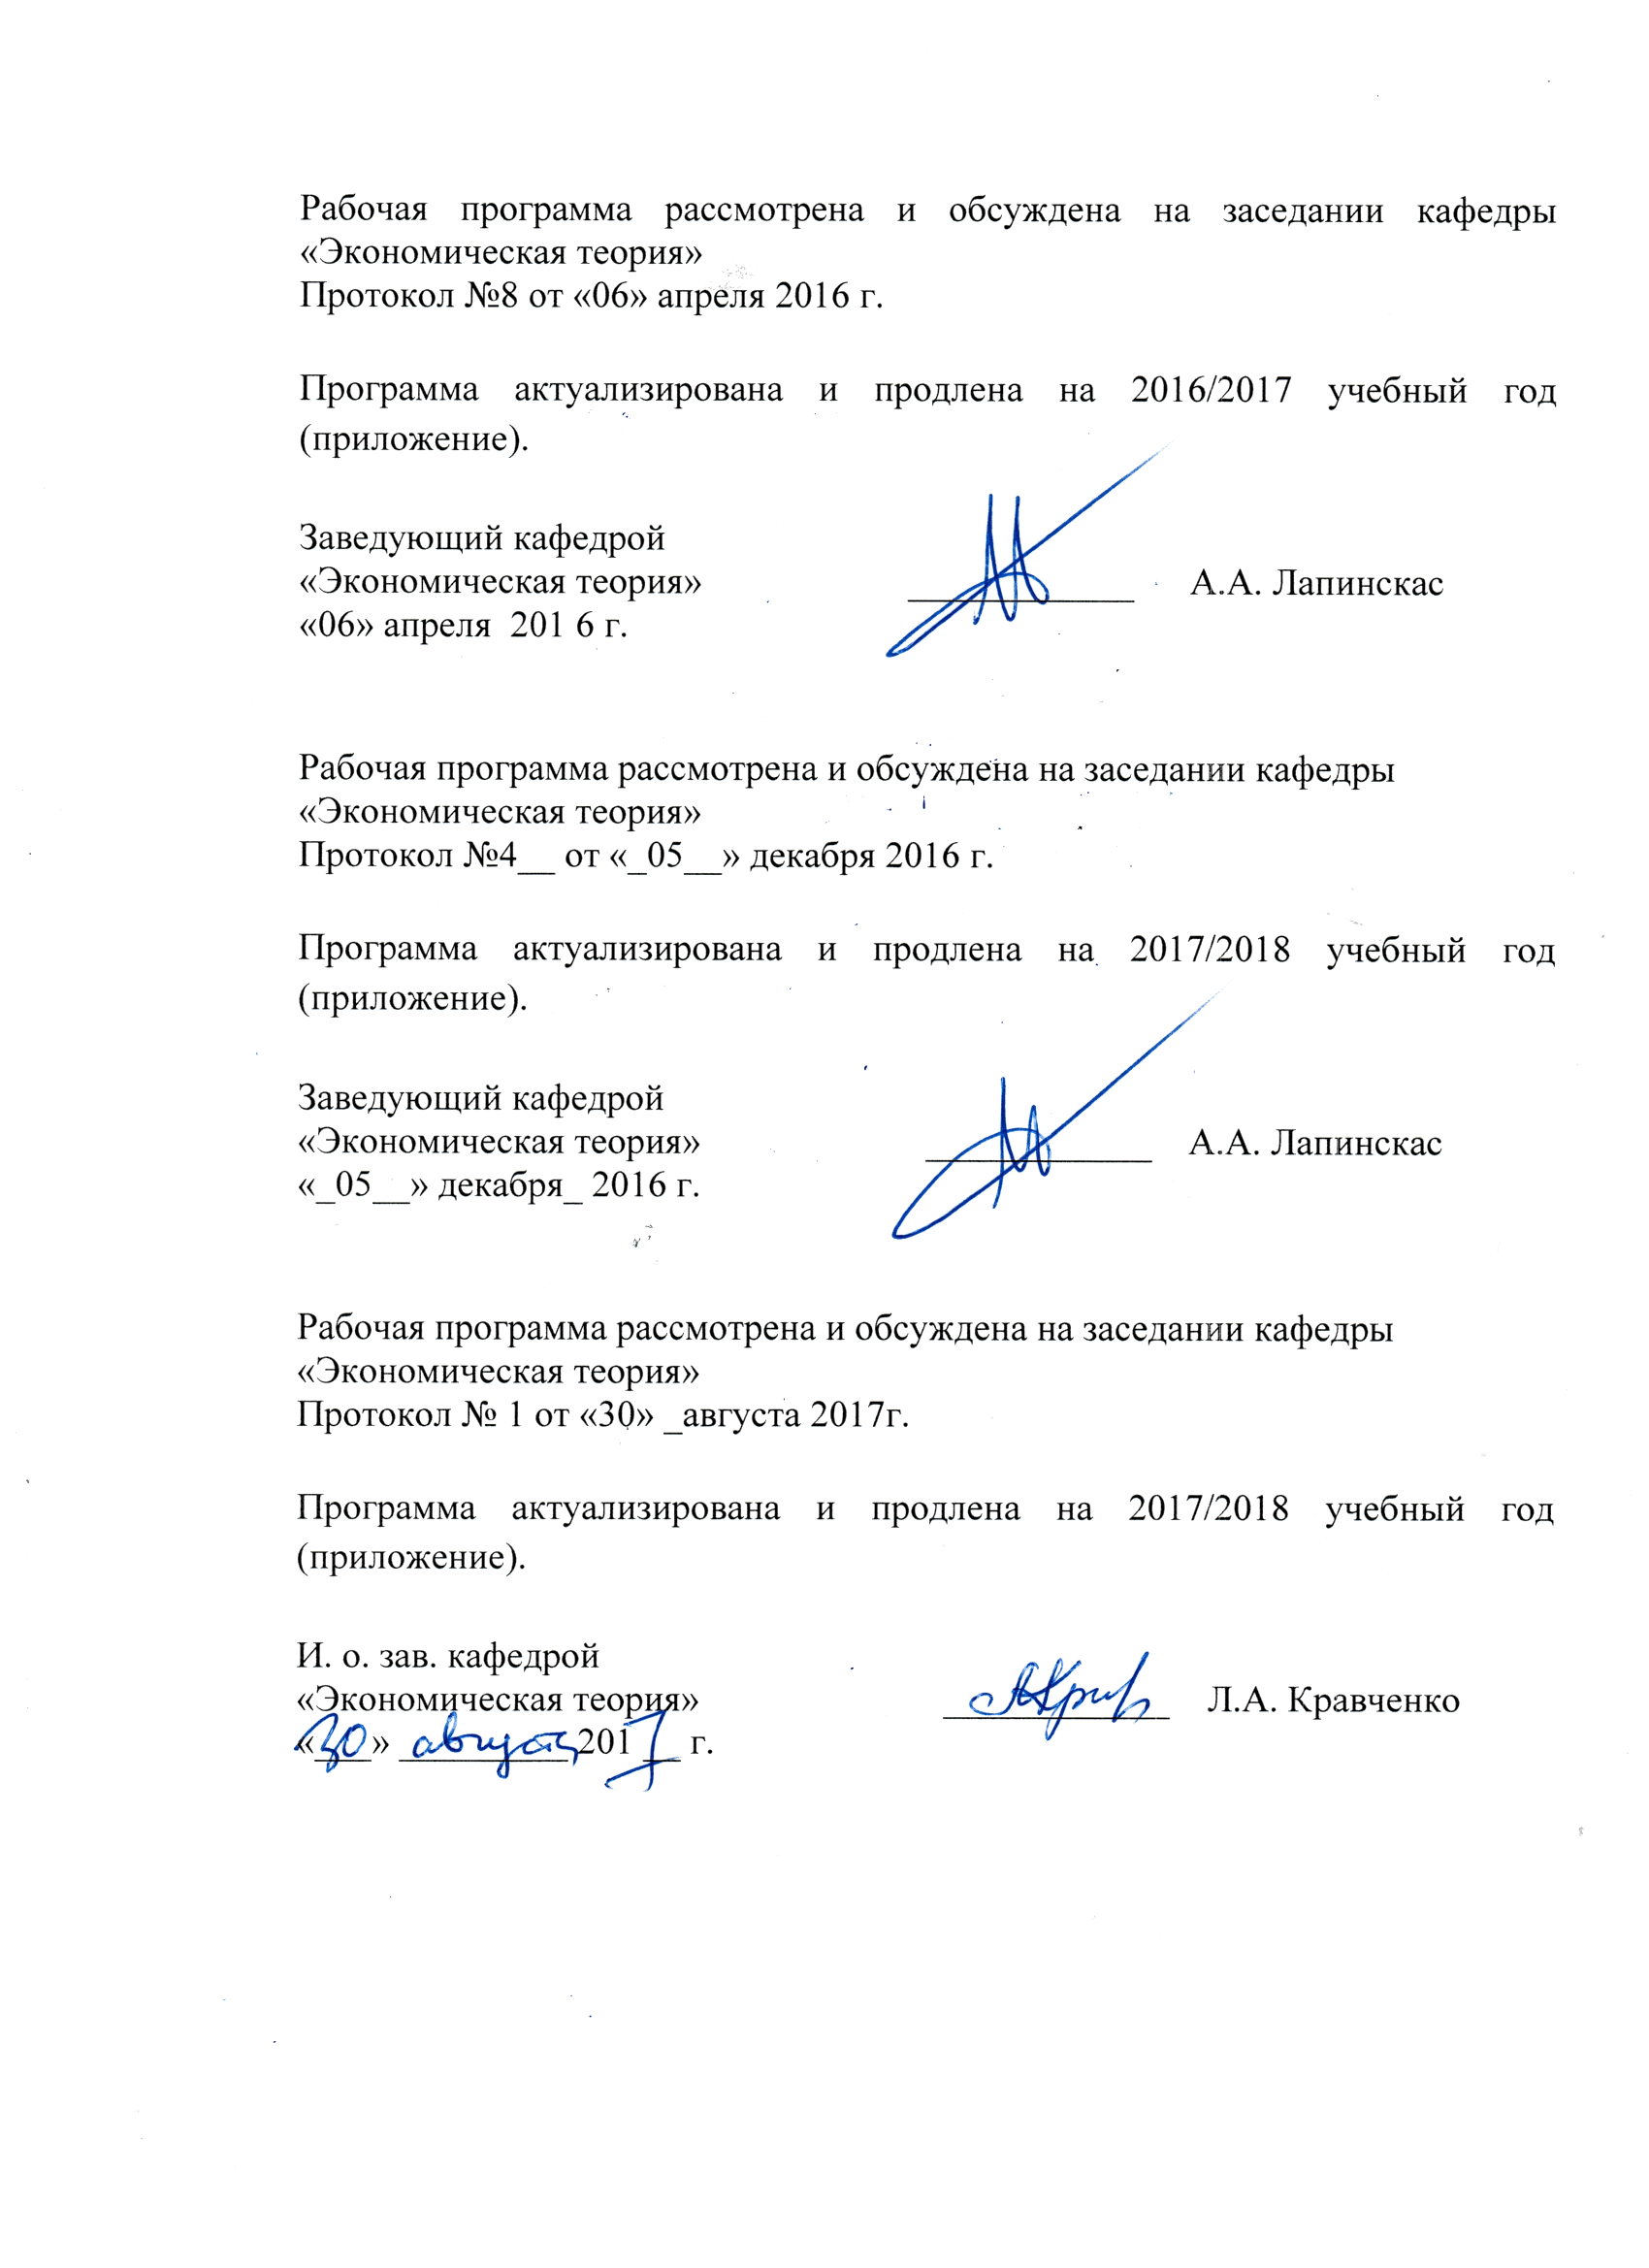 Рабочая программа рассмотрена и обсуждена на заседании кафедры
«Экономическая теория»
Протокол №8 от «06» апреля 2016 г.
Программа актуализирована и продлена на 2016/2017 учебный год
(приложение).
Заведующий кафедрой
«Экономическая теория» ____________ А.А. Лапинскас
«06» апреля 201 6 г.
Рабочая программа рассмотрена и обсуждена на заседании кафедры
«Экономическая теория»
Протокол №4__ от «_05__» декабря 2016 г.
Программа актуализирована и продлена на 2017/2018 учебный год
(приложение).
Заведующий кафедрой
«Экономическая теория» ____________ А.А. Лапинскас
«_05__» декабря_ 2016 г.
Рабочая программа рассмотрена и обсуждена на заседании кафедры
«Экономическая теория»
Протокол № 1 от «30» _августа 2017г.
Программа актуализирована и продлена на 2017/2018 учебный год
(приложение).
И. о. зав. кафедрой
«Экономическая теория» ____________ Л.А. Кравченко
«30» августа 2017 г.